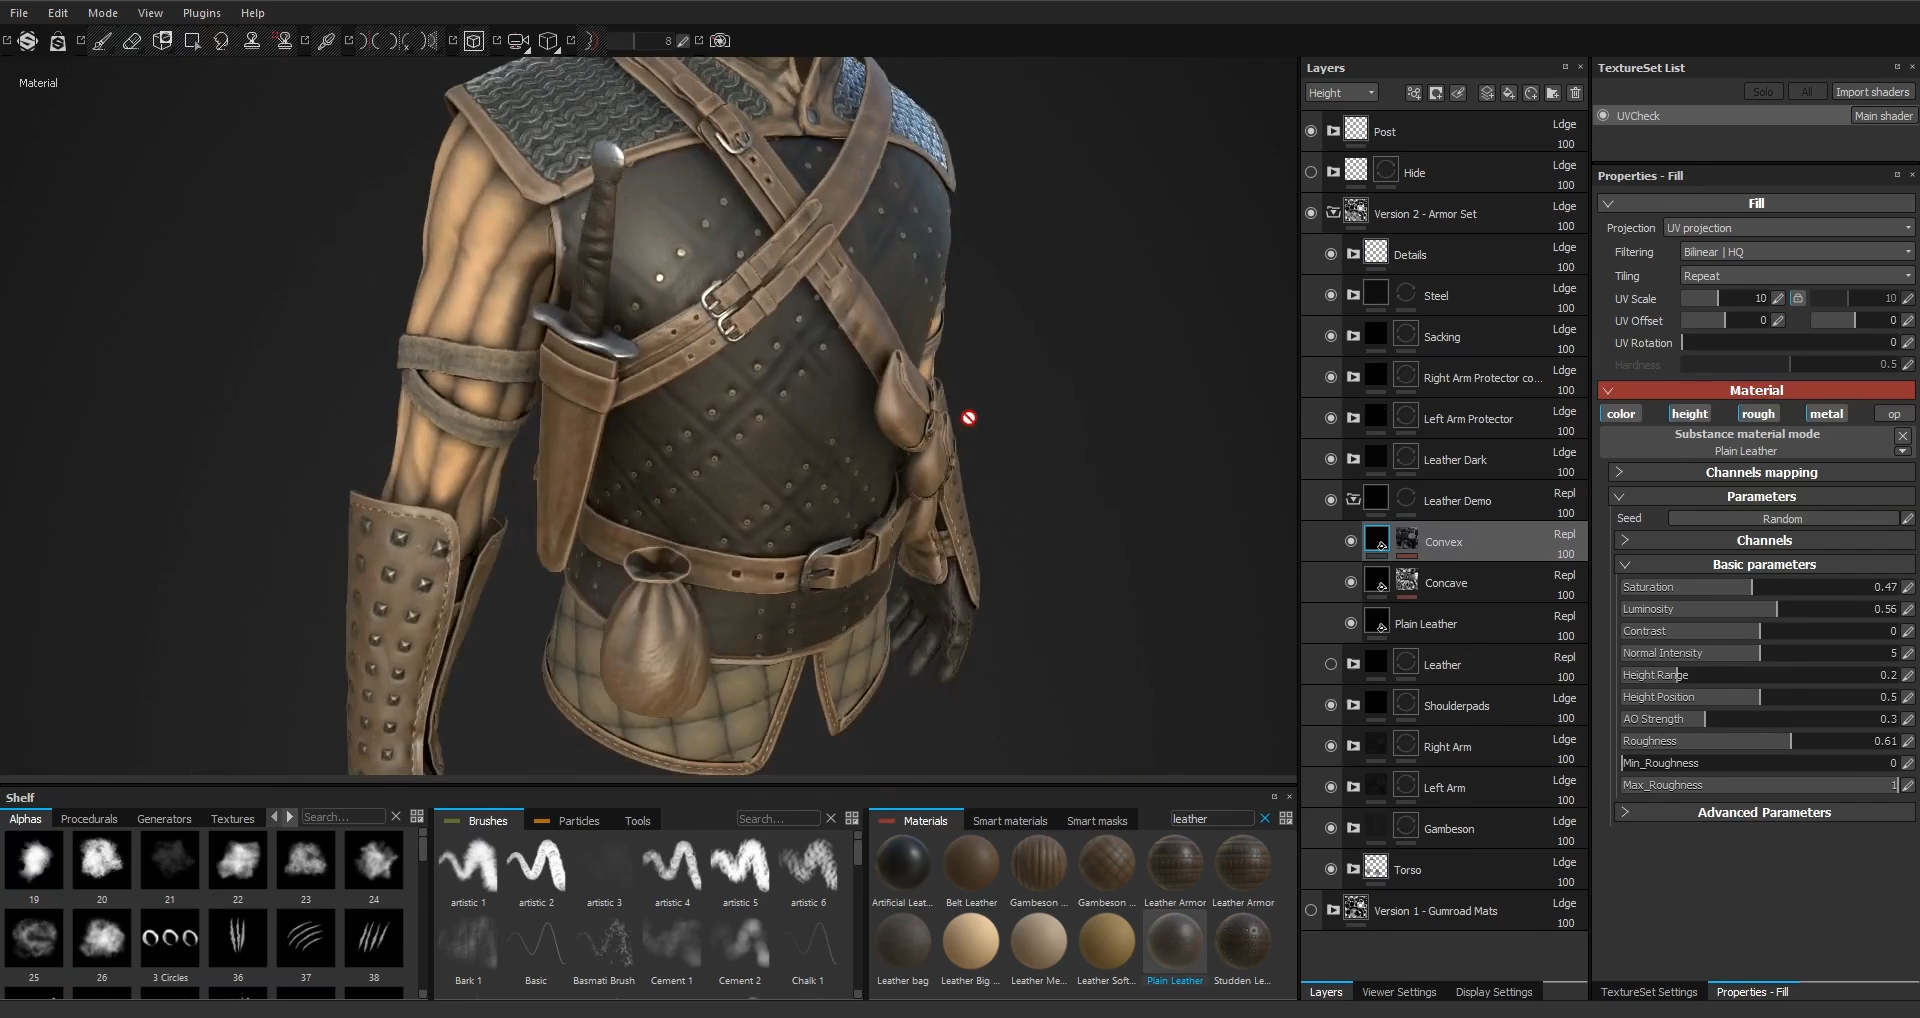 File Edit Mode View Plugins Help
8
Material
Layers
Height
Post Ldge 100
Hide Ldge 100
Version 2 - Armor Set Ldge 100
Details Ldge 100
Steel Ldge 100
Sacking Ldge 100
Right Arm Protector co... Ldge 100
Left Arm Protector Ldge 100
Leather Dark Ldge 100
Leather Demo Repl 100
Convex Repl 100
Concave Repl 100
Plain Leather Repl 100
Leather Repl 100
Shoulderpads Ldge 100
Right Arm Ldge 100
Left Arm Ldge 100
Gambeson Ldge 100
Torso Ldge 100
Version 1 - Gumroad Mats Ldge 100
Layers Viewer Settings Display Settings
TextureSet List
Solo All Import shaders
UVCheck Main shader
Properties - Fill
Fill
Projection UV projection
Filtering Bilinear | HQ
Tiling Repeat
UV Scale 10 10
UV Offset 0 0
UV Rotation 0
Hardness 0.5
Material
color height rough metal op
Substance material mode
Plain Leather
Channels mapping
Parameters
Seed Random
Channels
Basic parameters
Saturation 0.47
Luminosity 0.56
Contrast 0
Normal Intensity 5
Height Range 0.2
Height Position 0.5
AO Strength 0.3
Roughness 0.61
Min_Roughness 0
Max_Roughness 1
Advanced Parameters
TextureSet Settings Properties - Fill
Shelf
Alphas Procedurals Generators Textures Search...
19 20 21 22 23 24
25 26 3 Circles 36 37 38
Brushes Particles Tools Search...
artistic 1 artistic 2 artistic 3 artistic 4 artistic 5 artistic 6
Bark 1 Basic Basmati Brush Cement 1 Cement 2 Chalk 1
Materials Smart materials Smart masks leather
Artificial Leat... Belt Leather Gambeson ... Gambeson ... Leather Armor Leather Armor
Leather bag Leather Big ... Leather Me... Leather Soft... Plain Leather Studden Le...